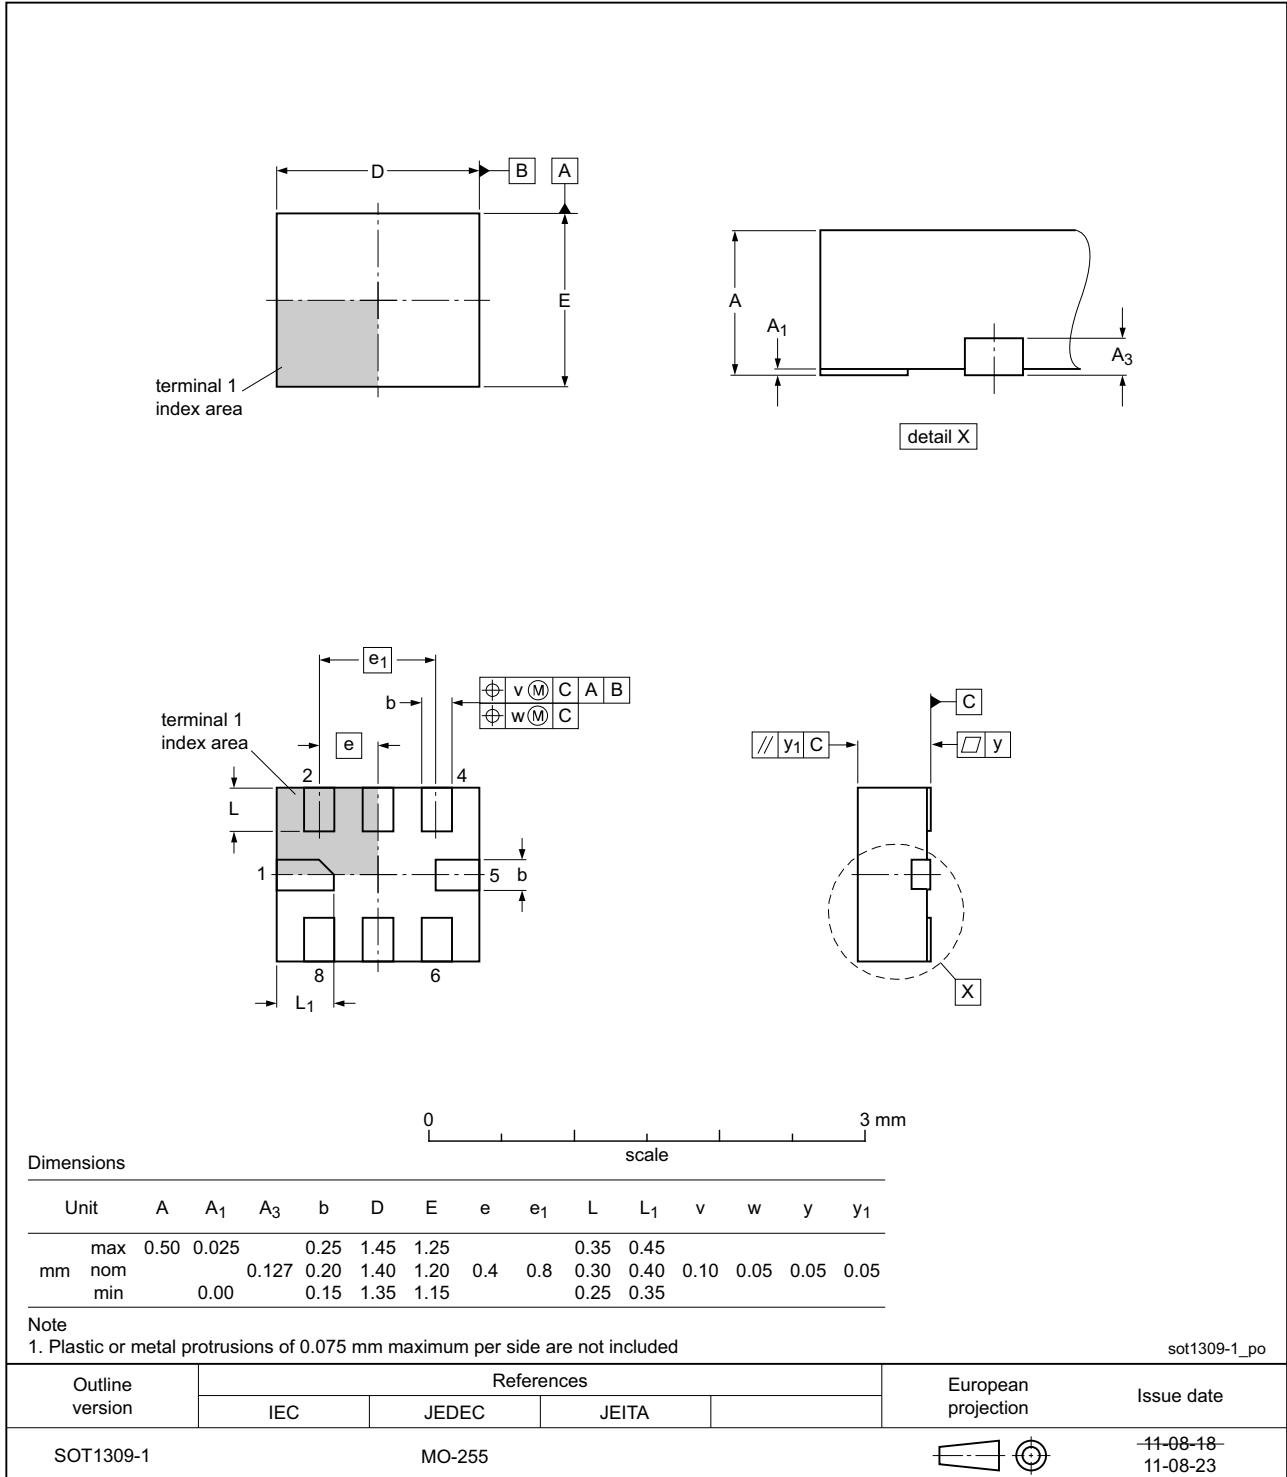 D B A
E
terminal 1
index area
A
A1
A3
detail X
e1
b
v M C A B
w M C
terminal 1
index area
e
2 4
L
1 5 b
8 6
L1
C
// y1 C
y
X
0 3 mm
scale
Dimensions
Unit A A1 A3 b D E e e1 L L1 v w y y1
max 0.50 0.025 0.25 1.45 1.25 0.35 0.45
mm nom 0.127 0.20 1.40 1.20 0.4 0.8 0.30 0.40 0.10 0.05 0.05 0.05
min 0.00 0.15 1.35 1.15 0.25 0.35
Note
1. Plastic or metal protrusions of 0.075 mm maximum per side are not included
sot1309-1_po
Outline
version
References
IEC JEDEC JEITA
European
projection
Issue date
SOT1309-1 MO-255
11-08-18
11-08-23